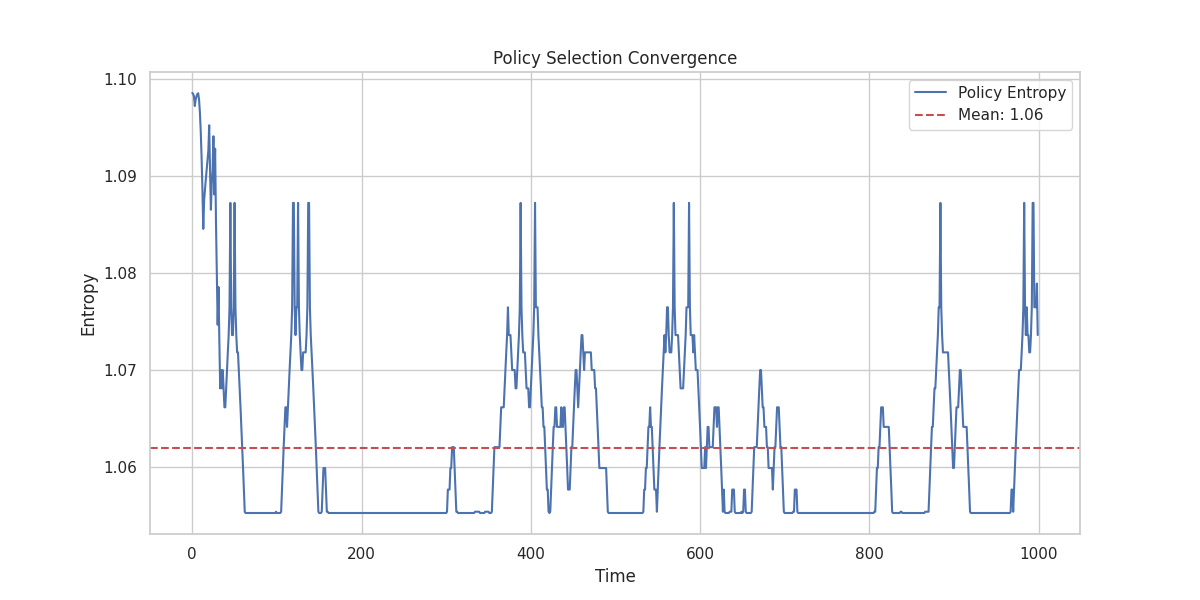 Policy Selection Convergence
Policy Entropy
Mean: 1.06
Entropy
1.10
1.09
1.08
1.07
1.06
0
200
400
600
800
1000
Time